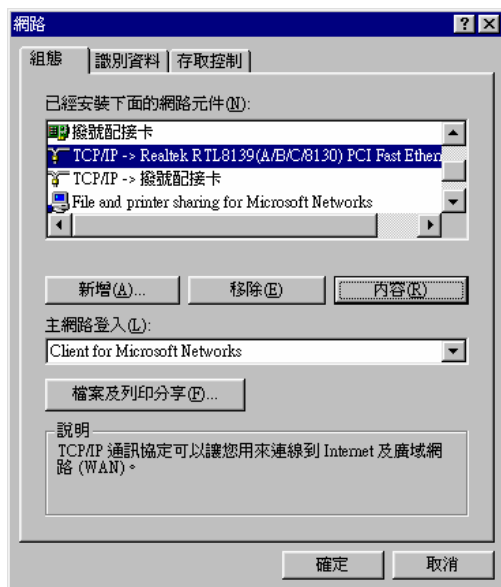 網路
組態 識別資料 存取控制
已經安裝下面的網路元件(N):
撥號配接卡
TCP/IP -> Realtek RTL8139(A/B/C/8130) PCI Fast Ether
TCP/IP -> 撥號配接卡
File and printer sharing for Microsoft Networks
新增(A)... 移除(E) 內容(R)
主網路登入(L):
Client for Microsoft Networks
檔案及列印分享(F)...
說明
TCP/IP 通訊協定可以讓您用來連線到 Internet 及廣域網
路 (WAN)。
確定 取消